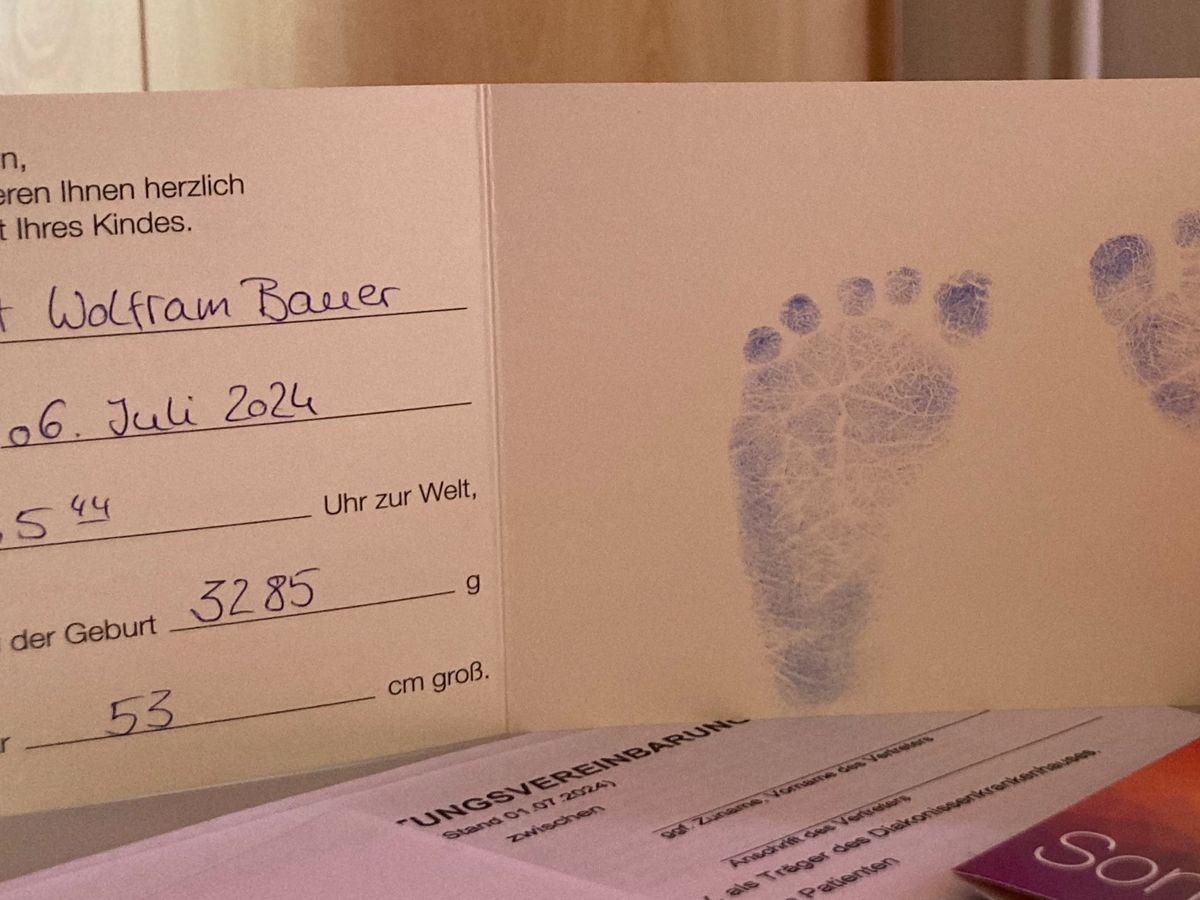 n,
eren Ihnen herzlich
t Ihres Kindes.
t Wolfram Bauer
06. Juli 2024
5 44 Uhr zur Welt,
der Geburt 3285 g
r 53 cm groß.
UNGSVEREINBARUNG
Stand 01.07.2024)
zwischen
ggf. Zuname, Vorname des Vertreters
Anschrift des Vertreters
als Träger des Diakonissenkrankenhauses,
Patienten
Son